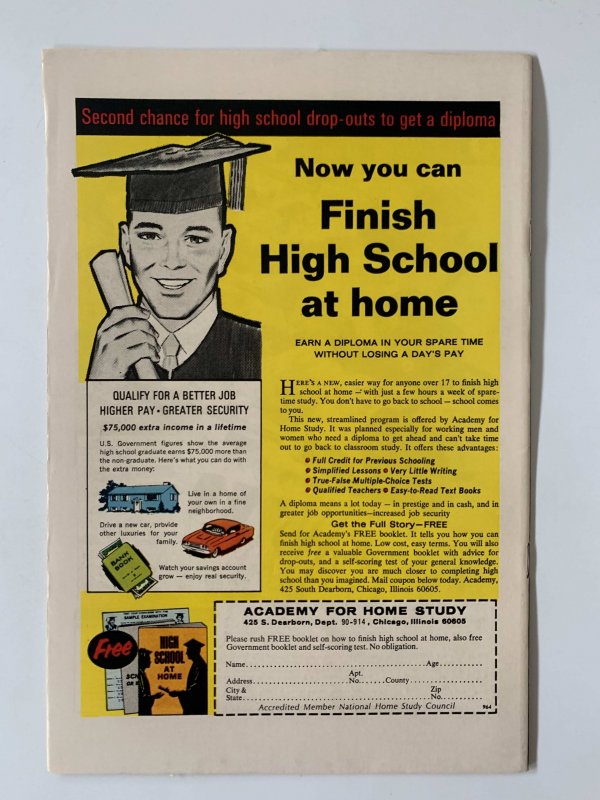 Second chance for high school drop-outs to get a diploma
Now you can
Finish
High School
at home
EARN A DIPLOMA IN YOUR SPARE TIME
WITHOUT LOSING A DAY'S PAY
HERE'S A NEW, easier way for anyone over 17 to finish high
school at home — with just a few hours a week of spare-
time study. You don't have to go back to school — school comes
to you.
This new, streamlined program is offered by Academy for
Home Study. It was planned especially for working men and
women who need a diploma to get ahead and can't take time
out to go back to classroom study. It offers these advantages:
• Full Credit for Previous Schooling
• Simplified Lessons • Very Little Writing
• True-False Multiple-Choice Tests
• Qualified Teachers • Easy-to-Read Text Books
A diploma means a lot today — in prestige and in cash, and in
greater job opportunities—increased job security
Get the Full Story—FREE
Send for Academy's FREE booklet. It tells you how you can
finish high school at home. Low cost, easy terms. You will also
receive free a valuable Government booklet with advice for
drop-outs, and a self-scoring test of your general knowledge.
You may discover you are much closer to completing high
school than you imagined. Mail coupon below today. Academy,
425 South Dearborn, Chicago, Illinois 60605.
QUALIFY FOR A BETTER JOB
HIGHER PAY • GREATER SECURITY
$75,000 extra income in a lifetime
U.S. Government figures show the average
high school graduate earns $75,000 more than
the non-graduate. Here's what you can do with
the extra money:
Live in a home of
your own in a fine
neighborhood.
Drive a new car, provide
other luxuries for your
family.
BANK
BOOK
Watch your savings account
grow — enjoy real security.
SAMPLE EXAMINATION
Free
HIGH
SCHOOL
AT
HOME
ACADEMY FOR HOME STUDY
425 S. Dearborn, Dept. 90-914, Chicago, Illinois 60605
Please rush FREE booklet on how to finish high school at home, also free
Government booklet and self-scoring test. No obligation.
Name Age
Apt.
Address No. County
City & Zip
State No.
Accredited Member National Home Study Council 964